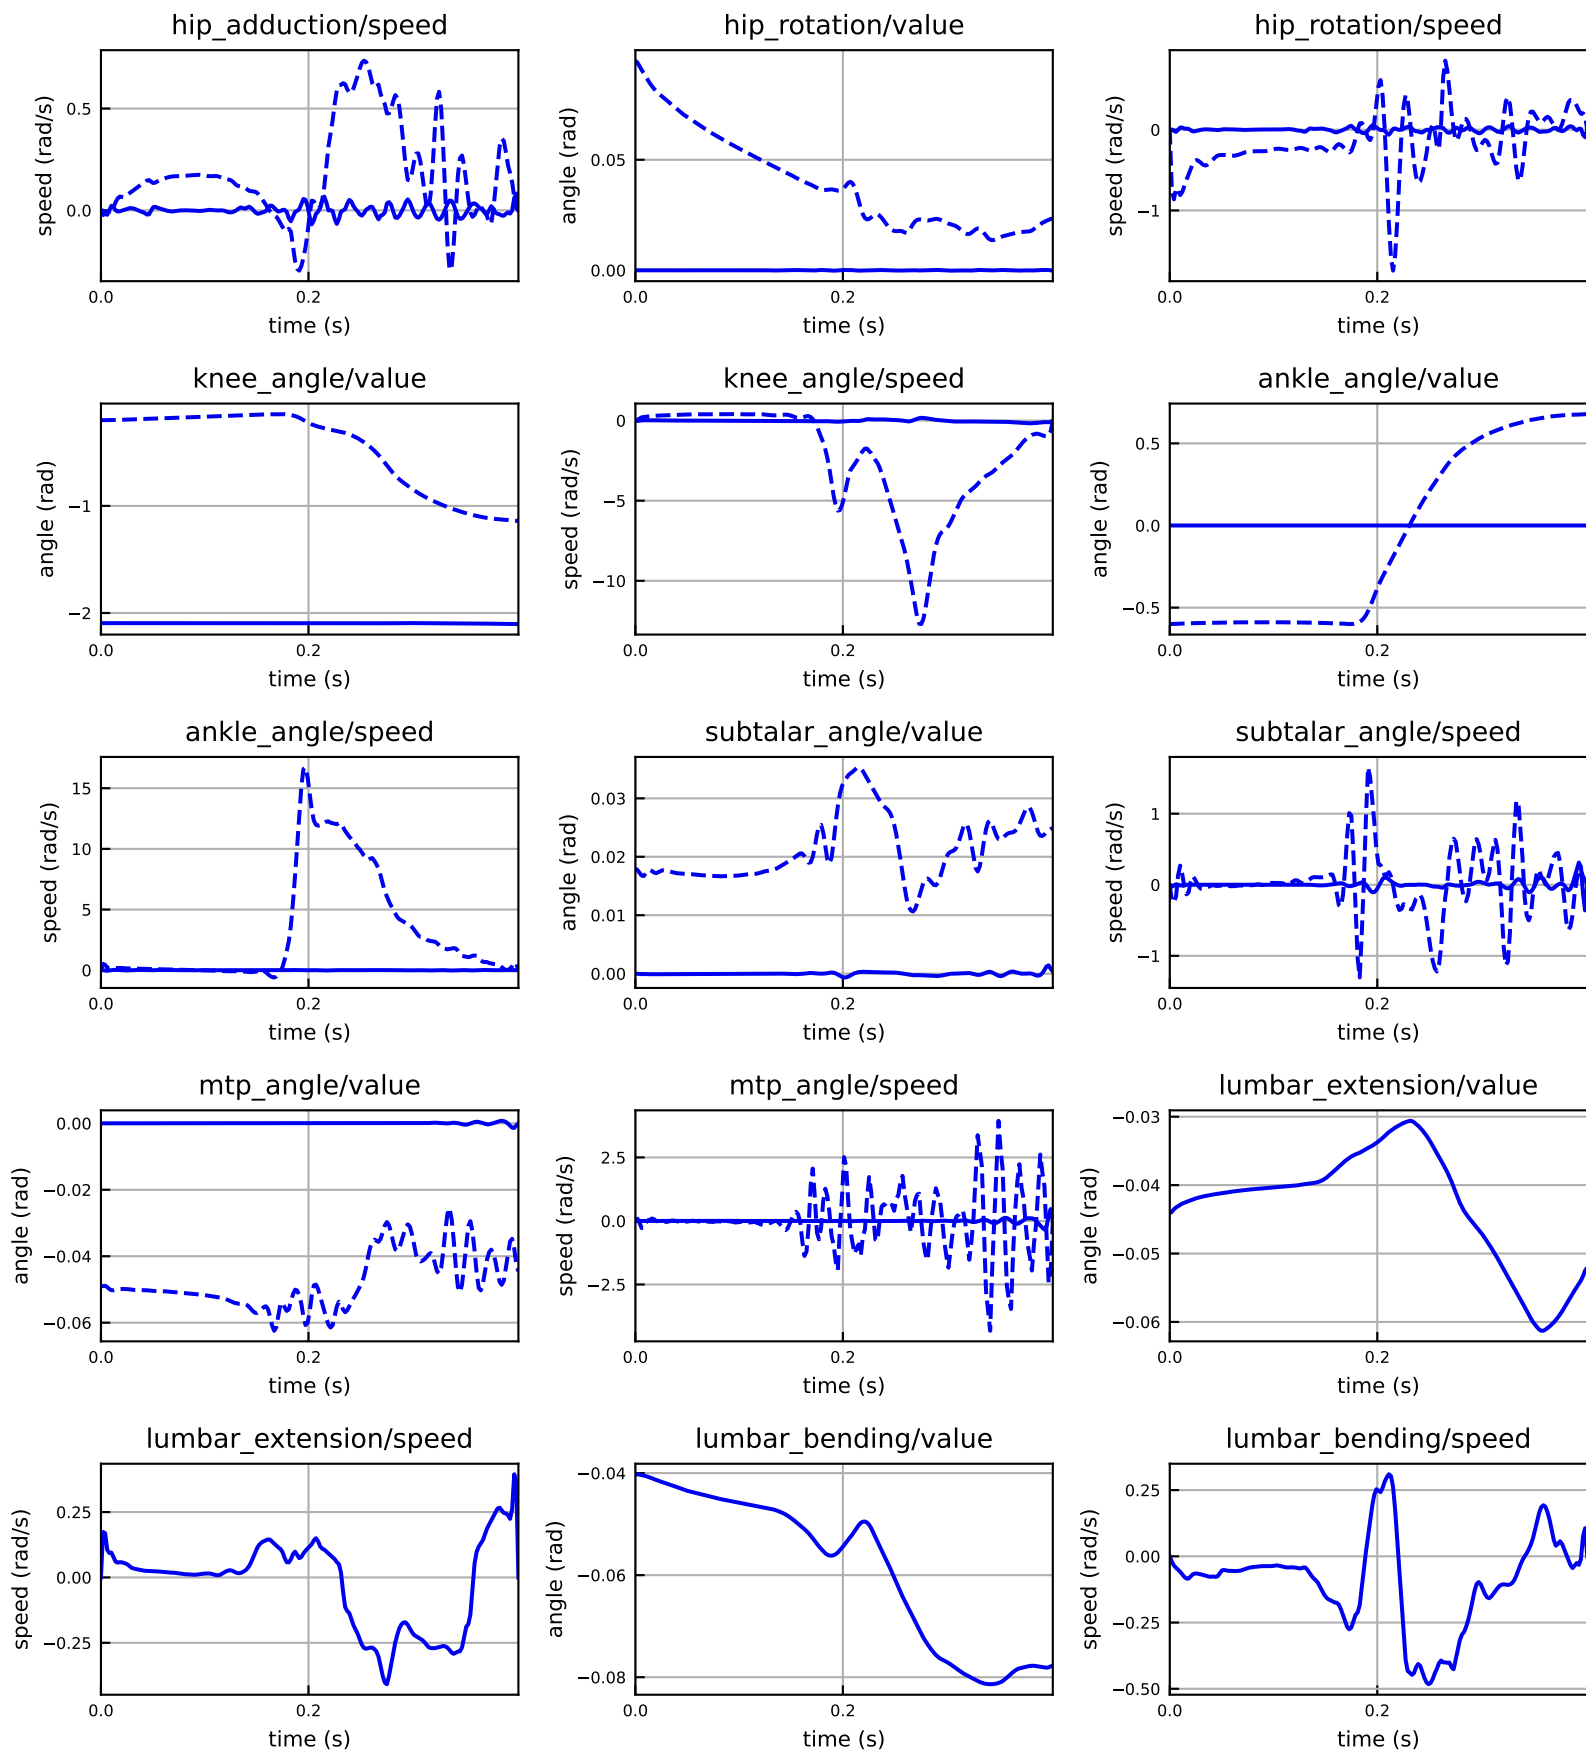 hip_adduction/speed
speed (rad/s)
0.5
0.0
0.0
0.2
time (s)
hip_rotation/value
angle (rad)
0.05
0.00
0.0
0.2
time (s)
hip_rotation/speed
speed (rad/s)
0
−1
0.0
0.2
time (s)
knee_angle/value
angle (rad)
−1
−2
0.0
0.2
time (s)
knee_angle/speed
speed (rad/s)
0
−5
−10
0.0
0.2
time (s)
ankle_angle/value
angle (rad)
0.5
0.0
−0.5
0.0
0.2
time (s)
ankle_angle/speed
speed (rad/s)
15
10
5
0
0.0
0.2
time (s)
subtalar_angle/value
angle (rad)
0.03
0.02
0.01
0.00
0.0
0.2
time (s)
subtalar_angle/speed
speed (rad/s)
1
0
−1
0.0
0.2
time (s)
mtp_angle/value
angle (rad)
0.00
−0.02
−0.04
−0.06
0.0
0.2
time (s)
mtp_angle/speed
speed (rad/s)
2.5
0.0
−2.5
0.0
0.2
time (s)
lumbar_extension/value
angle (rad)
−0.03
−0.04
−0.05
−0.06
0.0
0.2
time (s)
lumbar_extension/speed
speed (rad/s)
0.25
0.00
−0.25
0.0
0.2
time (s)
lumbar_bending/value
angle (rad)
−0.04
−0.06
−0.08
0.0
0.2
time (s)
lumbar_bending/speed
speed (rad/s)
0.25
0.00
−0.25
−0.50
0.0
0.2
time (s)